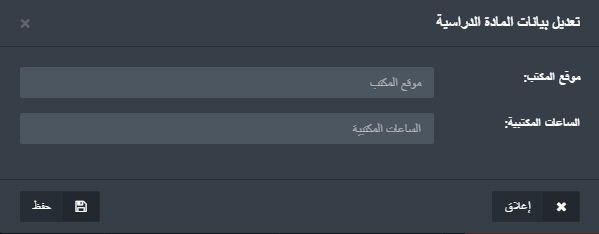 تعديل بيانات المادة الدراسية
موقع المكتب:
موقع المكتب
الساعات المكتبية:
الساعات المكتبية
إغلاق
حفظ